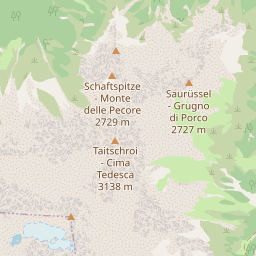 Schaftspitze
- Monte
delle Pecore
2729 m
Saurüssel
- Grugno
di Porco
2727 m
Taitschroi
- Cima
Tedesca
3138 m